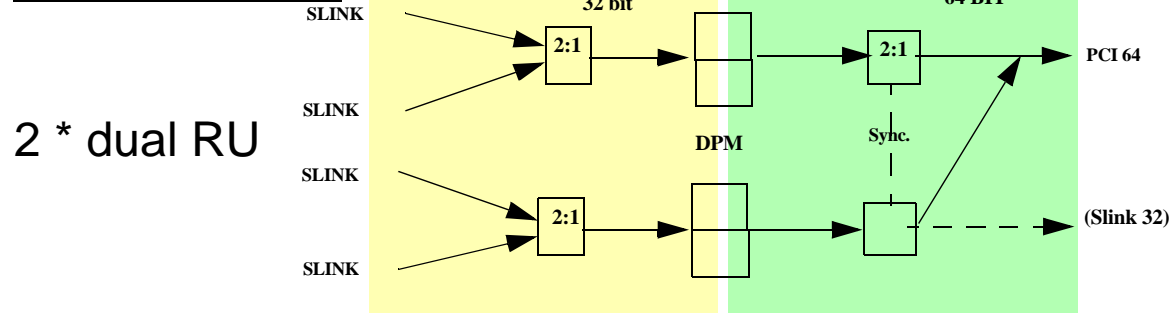 32 bit
64 BIT
SLINK
2:1
2:1
PCI 64
SLINK
2 * dual RU
DPM
Sync.
SLINK
2:1
(Slink 32)
SLINK